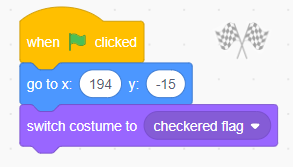 when clicked
go to x: 194 y: -15
switch costume to checkered flag